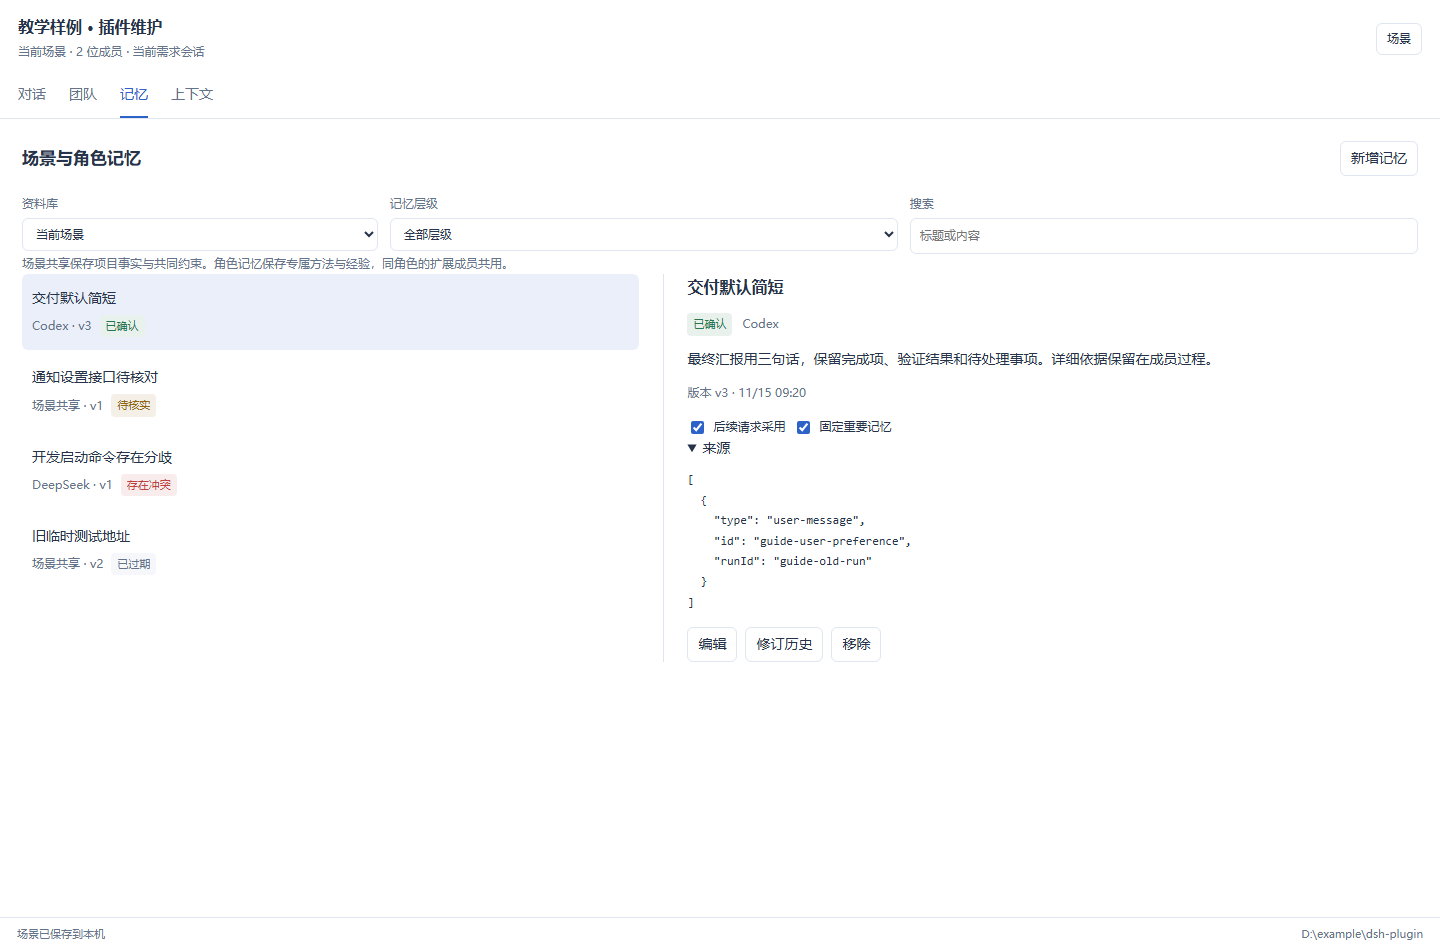 教学样例 • 插件维护
当前场景 · 2 位成员 · 当前需求会话
场景
对话 团队 记忆 上下文
场景与角色记忆
新增记忆
资料库 记忆层级 搜索
当前场景 全部层级 标题或内容
场景共享保存项目事实与共同约束。角色记忆保存专属方法与经验，同角色的扩展成员共用。
交付默认简短
Codex · v3 已确认
通知设置接口待核对
场景共享 · v1 待核实
开发启动命令存在分歧
DeepSeek · v1 存在冲突
旧临时测试地址
场景共享 · v2 已过期
交付默认简短
已确认 Codex
最终汇报用三句话，保留完成项、验证结果和待处理事项。详细依据保留在成员过程。
版本 v3 · 11/15 09:20
后续请求采用 固定重要记忆
▼ 来源
[
  {
    "type": "user-message",
    "id": "guide-user-preference",
    "runId": "guide-old-run"
  }
]
编辑 修订历史 移除
场景已保存到本机
D:\example\dsh-plugin